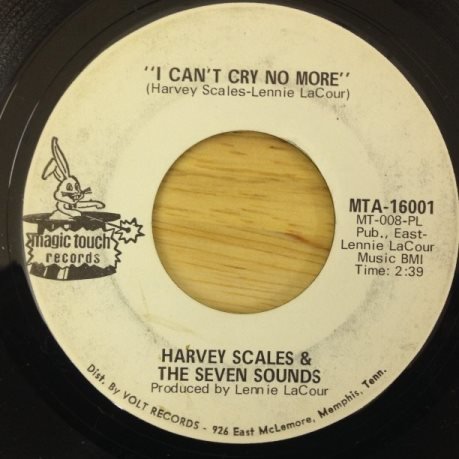 "I CAN'T CRY NO MORE"
(Harvey Scales-Lennie LaCour)
magic touch
records
MTA-16001
MT-008-PL
Pub., East-
Lennie LaCour
Music BMI
Time: 2:39
HARVEY SCALES &
THE SEVEN SOUNDS
Produced by Lennie LaCour
Dist. By VOLT RECORDS - 926 East McLemore, Memphis, Tenn.